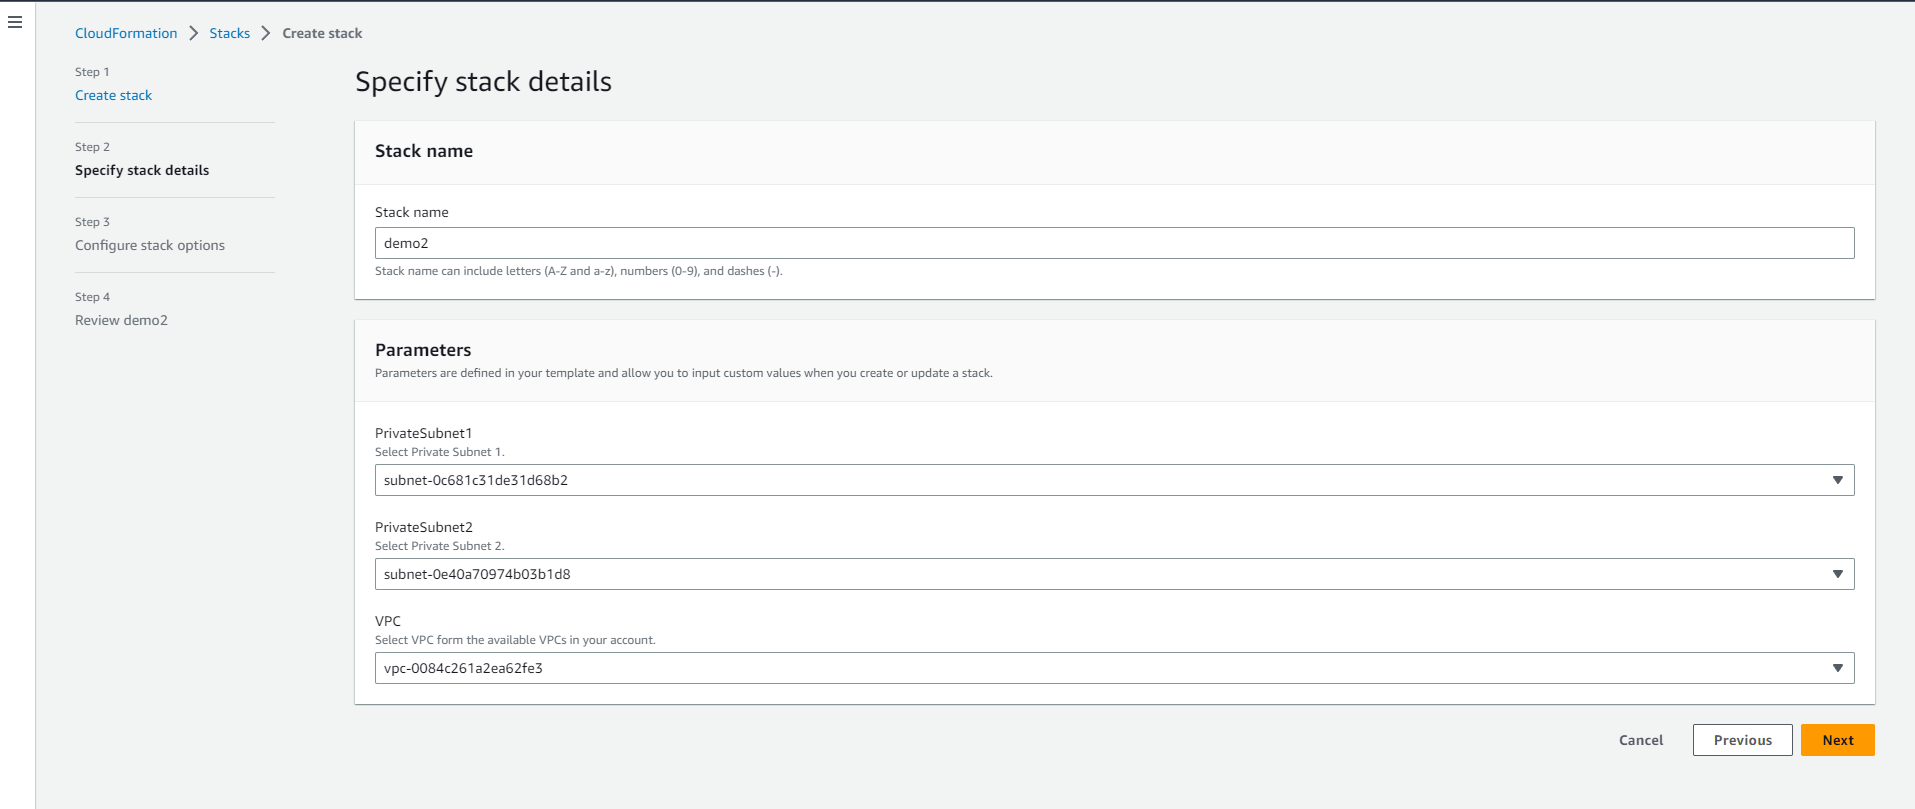 CloudFormation > Stacks > Create stack
Step 1
Create stack
Step 2
Specify stack details
Step 3
Configure stack options
Step 4
Review demo2
Specify stack details
Stack name
Stack name
demo2
Stack name can include letters (A-Z and a-z), numbers (0-9), and dashes (-).
Parameters
Parameters are defined in your template and allow you to input custom values when you create or update a stack.
PrivateSubnet1
Select Private Subnet 1.
subnet-0c681c31de31d68b2
PrivateSubnet2
Select Private Subnet 2.
subnet-0e40a70974b03b1d8
VPC
Select VPC form the available VPCs in your account.
vpc-0084c261a2ea62fe3
Cancel Previous Next